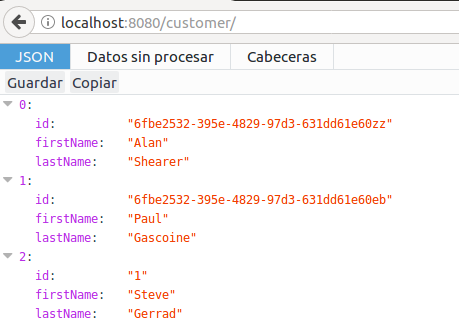 localhost:8080/customer/
JSON Datos sin procesar Cabeceras
Guardar Copiar
0:
id: "6fbe2532-395e-4829-97d3-631dd61e60zz"
firstName: "Alan"
lastName: "Shearer"
1:
id: "6fbe2532-395e-4829-97d3-631dd61e60eb"
firstName: "Paul"
lastName: "Gascoine"
2:
id: "1"
firstName: "Steve"
lastName: "Gerrad"